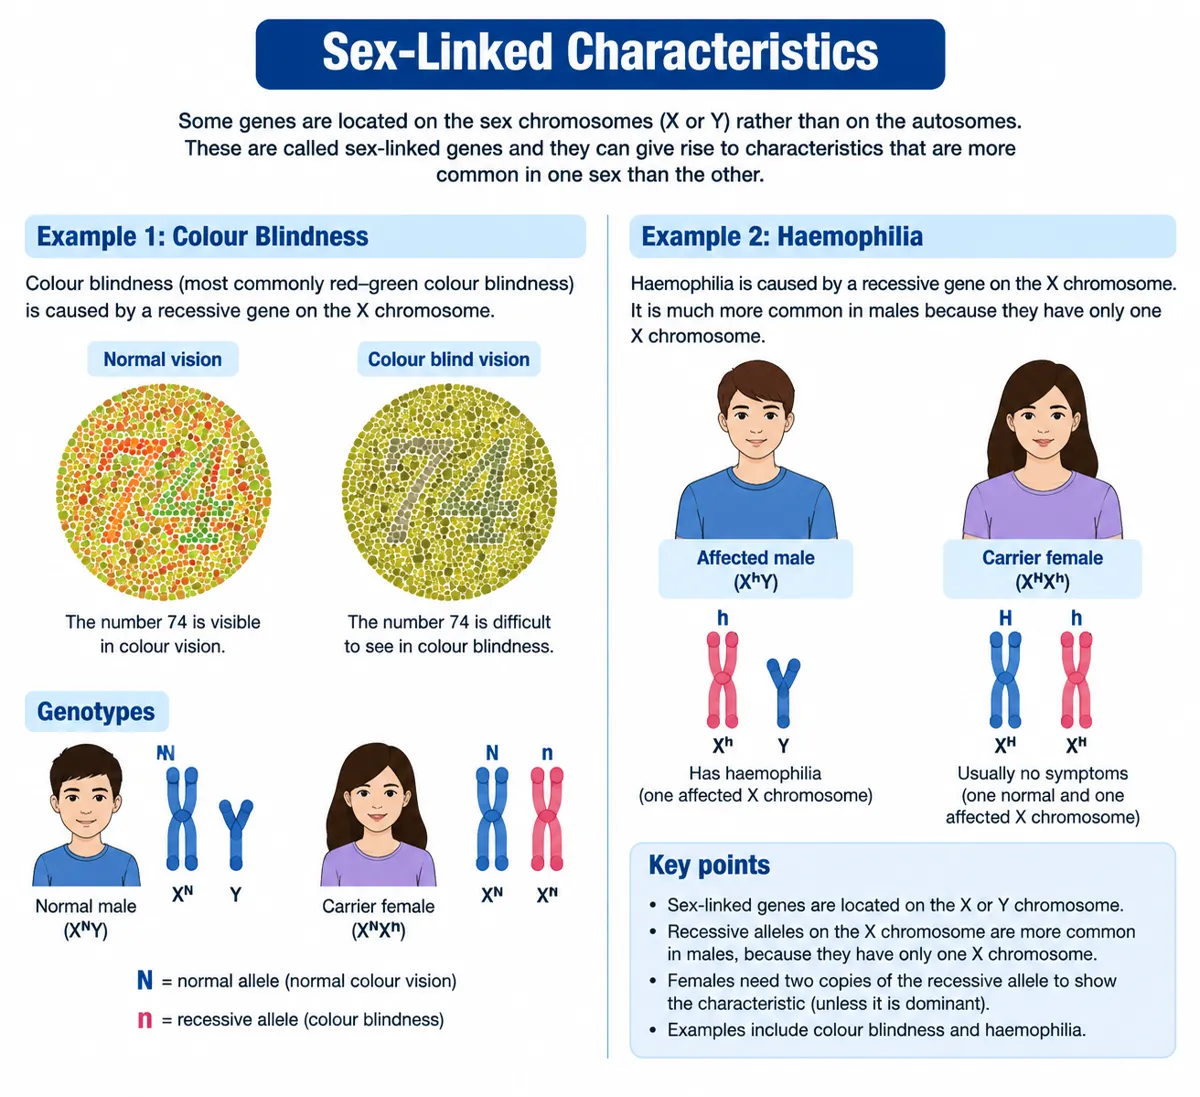 Sex-Linked Characteristics
Some genes are located on the sex chromosomes (X or Y) rather than on the autosomes.
These are called sex-linked genes and they can give rise to characteristics that are more
common in one sex than the other.
Example 1: Colour Blindness
Colour blindness (most commonly red–green colour blindness)
is caused by a recessive gene on the X chromosome.
Normal vision
Colour blind vision
74
74
The number 74 is visible
in colour vision.
The number 74 is difficult
to see in colour blindness.
Genotypes
NN
Xᴺ
Y
Normal male
(XᴺY)
N
n
Xᴺ
Xᴺ
Carrier female
(XᴺXʰ)
N = normal allele (normal colour vision)
n = recessive allele (colour blindness)
Example 2: Haemophilia
Haemophilia is caused by a recessive gene on the X chromosome.
It is much more common in males because they have only one
X chromosome.
Affected male
(XʰY)
h
Xʰ
Y
Has haemophilia
(one affected X chromosome)
Carrier female
(XᴴXʰ)
H
h
Xᴴ
Xᴴ
Usually no symptoms
(one normal and one
affected X chromosome)
Key points
• Sex-linked genes are located on the X or Y chromosome.
• Recessive alleles on the X chromosome are more common
in males, because they have only one X chromosome.
• Females need two copies of the recessive allele to show
the characteristic (unless it is dominant).
• Examples include colour blindness and haemophilia.